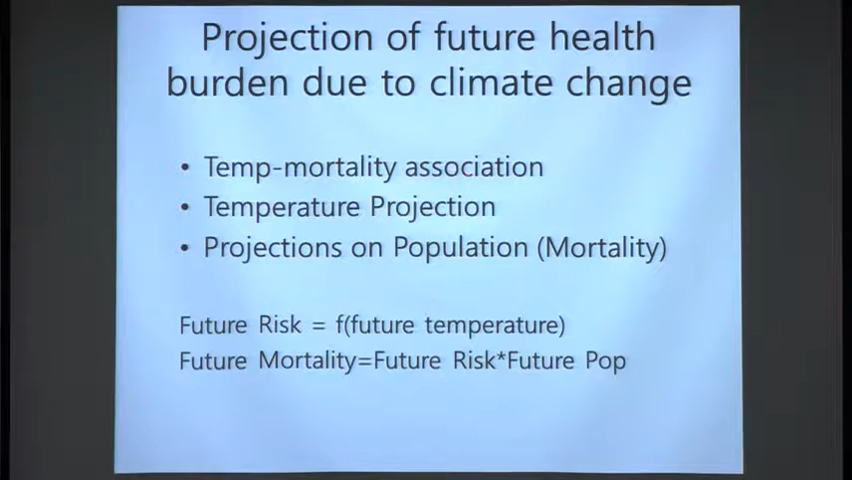 Projection of future health
burden due to climate change
• Temp-mortality association
• Temperature Projection
• Projections on Population (Mortality)
Future Risk = f(future temperature)
Future Mortality=Future Risk*Future Pop